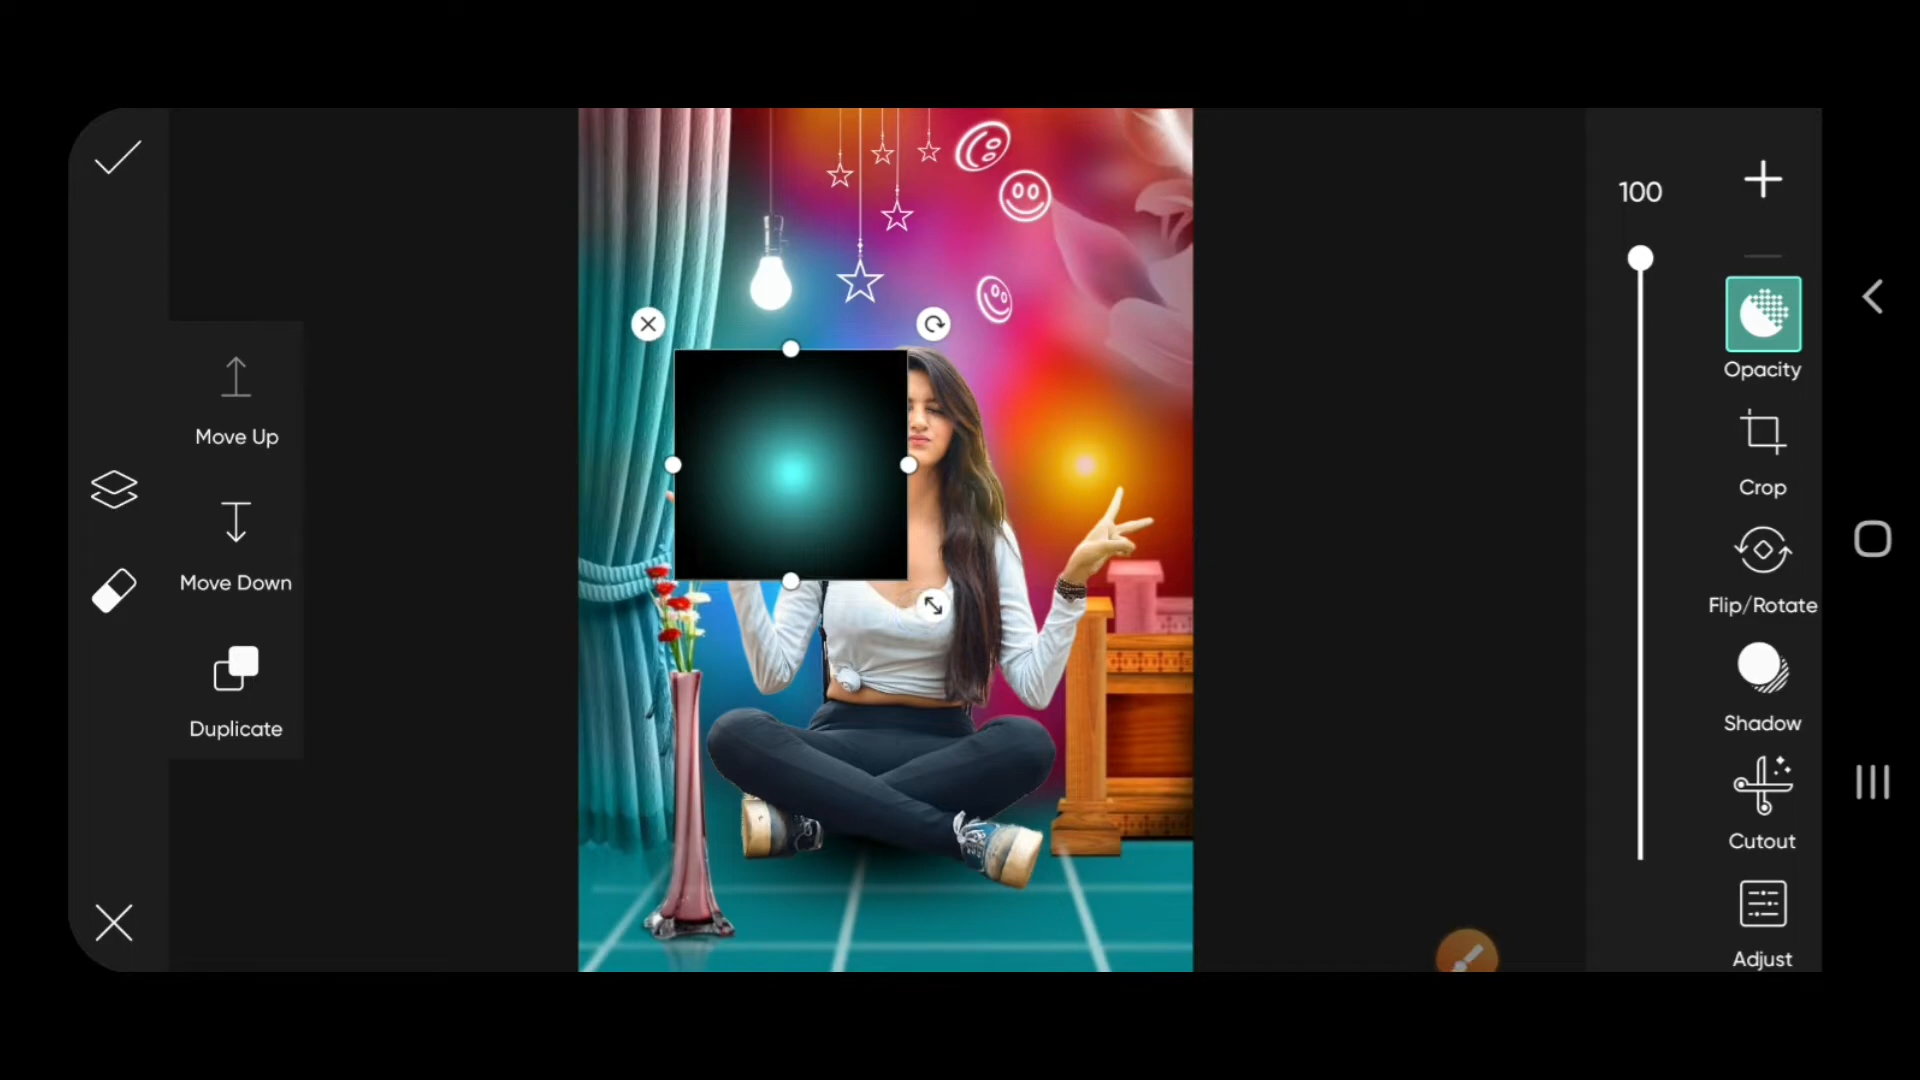 100
Opacity
Crop
Move Up
Move Down
Flip/Rotate
Shadow
Duplicate
Cutout
Adjust